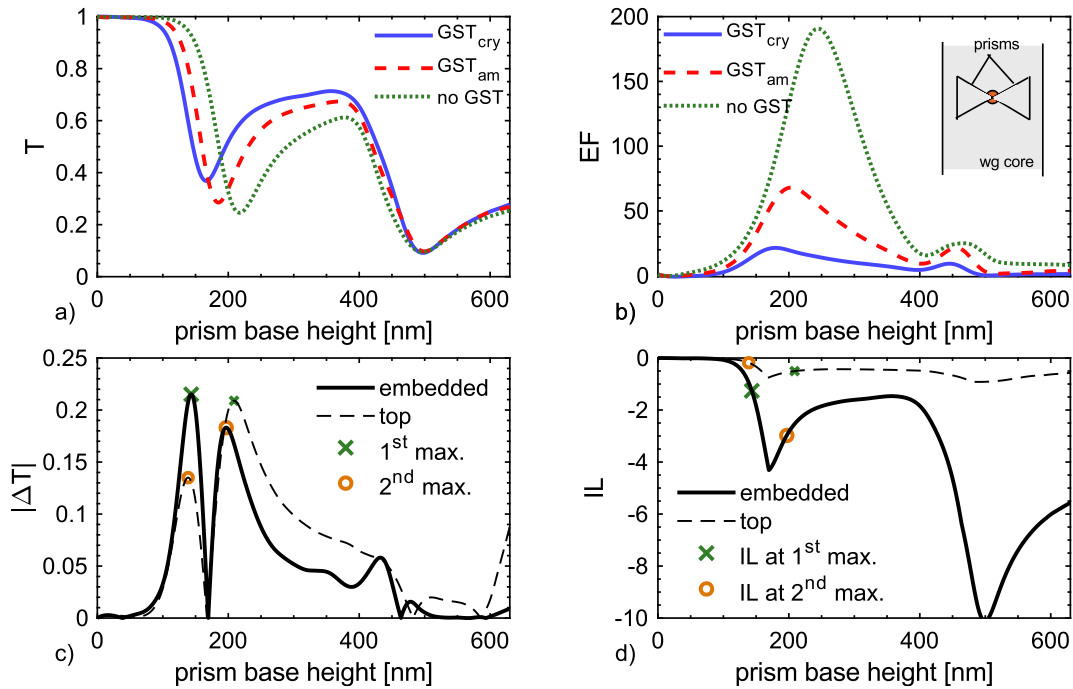 1
0.8
0.6
0.4
0.2
0
T
0 200 400 600
prism base height [nm]
a)
GST_cry
GST_am
no GST
200
150
100
50
0
EF
0 200 400 600
prism base height [nm]
b)
GST_cry
GST_am
no GST
prisms
wg core
0.25
0.2
0.15
0.1
0.05
0
|ΔT|
0 200 400 600
prism base height [nm]
c)
embedded
top
1st max.
2nd max.
0
-2
-4
-6
-8
-10
IL
0 200 400 600
prism base height [nm]
d)
embedded
top
IL at 1st max.
IL at 2nd max.